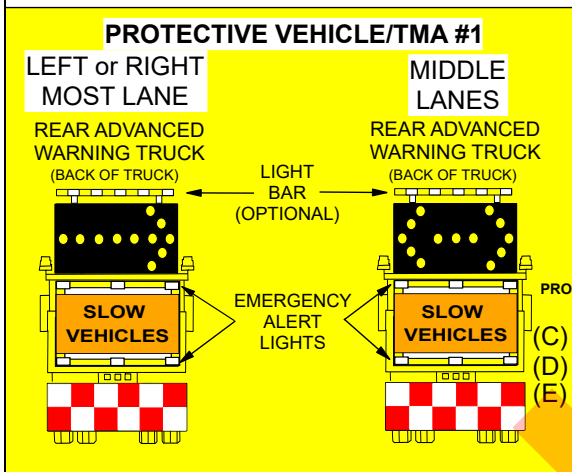 PROTECTIVE VEHICLE/TMA #1
LEFT or RIGHT
MOST LANE
REAR ADVANCED
WARNING TRUCK
(BACK OF TRUCK)
MIDDLE
LANES
REAR ADVANCED
WARNING TRUCK
(BACK OF TRUCK)
LIGHT
BAR
(OPTIONAL)
SLOW
VEHICLES
EMERGENCY
ALERT
LIGHTS
SLOW
VEHICLES
PRO
(C)
(D)
(E)